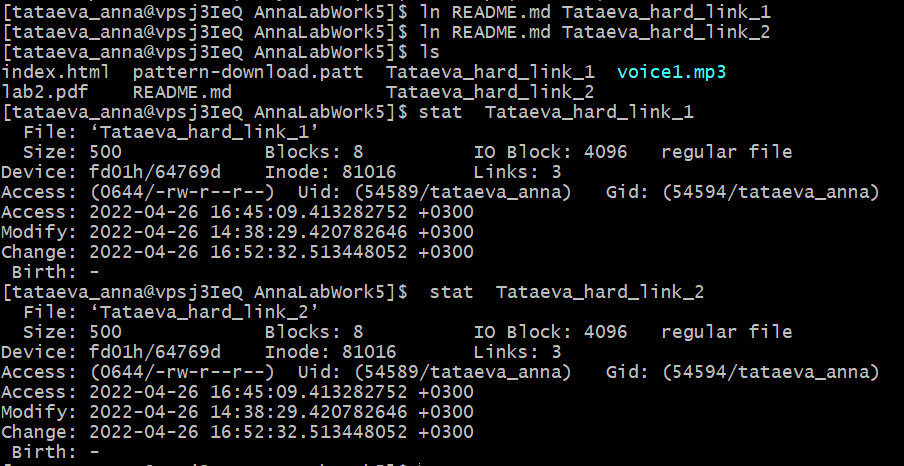 [tataeva_anna@vpsj3IeQ AnnaLabWork5]$ ln README.md Tataeva_hard_link_1
[tataeva_anna@vpsj3IeQ AnnaLabWork5]$ ln README.md Tataeva_hard_link_2
[tataeva_anna@vpsj3IeQ AnnaLabWork5]$ ls
index.html  pattern-download.patt  Tataeva_hard_link_1  voice1.mp3
lab2.pdf    README.md              Tataeva_hard_link_2
[tataeva_anna@vpsj3IeQ AnnaLabWork5]$ stat  Tataeva_hard_link_1
  File: ‘Tataeva_hard_link_1’
  Size: 500             Blocks: 8          IO Block: 4096   regular file
Device: fd01h/64769d    Inode: 81016       Links: 3
Access: (0644/-rw-r--r--)  Uid: (54589/tataeva_anna)   Gid: (54594/tataeva_anna)
Access: 2022-04-26 16:45:09.413282752 +0300
Modify: 2022-04-26 14:38:29.420782646 +0300
Change: 2022-04-26 16:52:32.513448052 +0300
 Birth: -
[tataeva_anna@vpsj3IeQ AnnaLabWork5]$  stat  Tataeva_hard_link_2
  File: ‘Tataeva_hard_link_2’
  Size: 500             Blocks: 8          IO Block: 4096   regular file
Device: fd01h/64769d    Inode: 81016       Links: 3
Access: (0644/-rw-r--r--)  Uid: (54589/tataeva_anna)   Gid: (54594/tataeva_anna)
Access: 2022-04-26 16:45:09.413282752 +0300
Modify: 2022-04-26 14:38:29.420782646 +0300
Change: 2022-04-26 16:52:32.513448052 +0300
 Birth: -